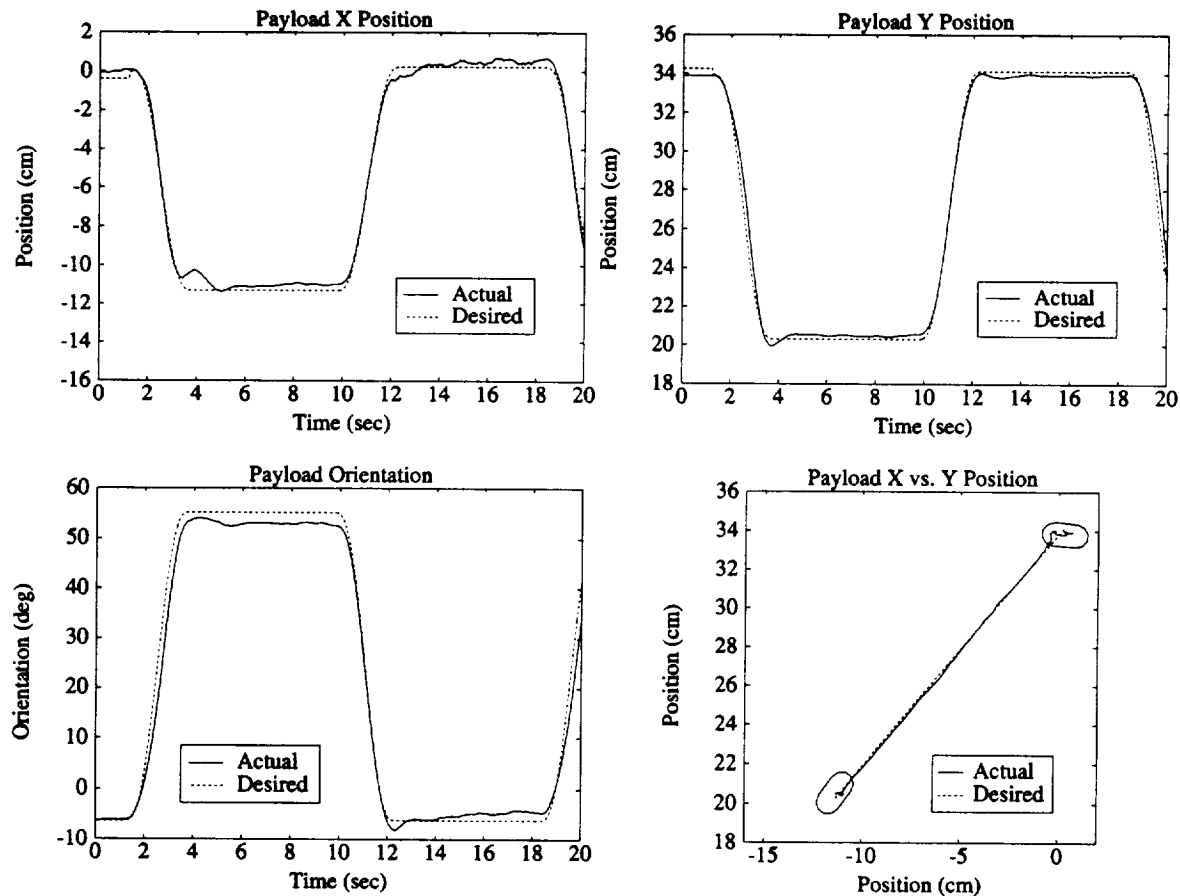 Payload X Position
2
0
-2
-4
-6
-8
-10
-12
-14
-16
Position (cm)
Actual
Desired
0 2 4 6 8 10 12 14 16 18 20
Time (sec)
Payload Y Position
36
34
32
30
28
26
24
22
20
18
Position (cm)
Actual
Desired
0 2 4 6 8 10 12 14 16 18 20
Time (sec)
Payload Orientation
60
50
40
30
20
10
0
-10
Orientation (deg)
Actual
Desired
0 2 4 6 8 10 12 14 16 18 20
Time (sec)
Payload X vs. Y Position
36
34
32
30
28
26
24
22
20
18
Position (cm)
Actual
Desired
-15 -10 -5 0
Position (cm)